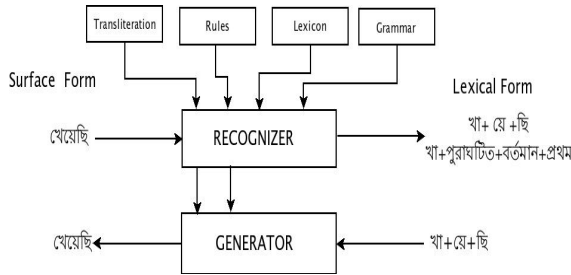 Transliteration
Rules
Lexicon
Grammar
Surface Form
Lexical Form
খেয়েছি
RECOGNIZER
খা+ য়ে +ছি
খা+পুরাঘটিত+বর্তমান+প্রথম
খেয়েছি
GENERATOR
খা+য়ে+ছি